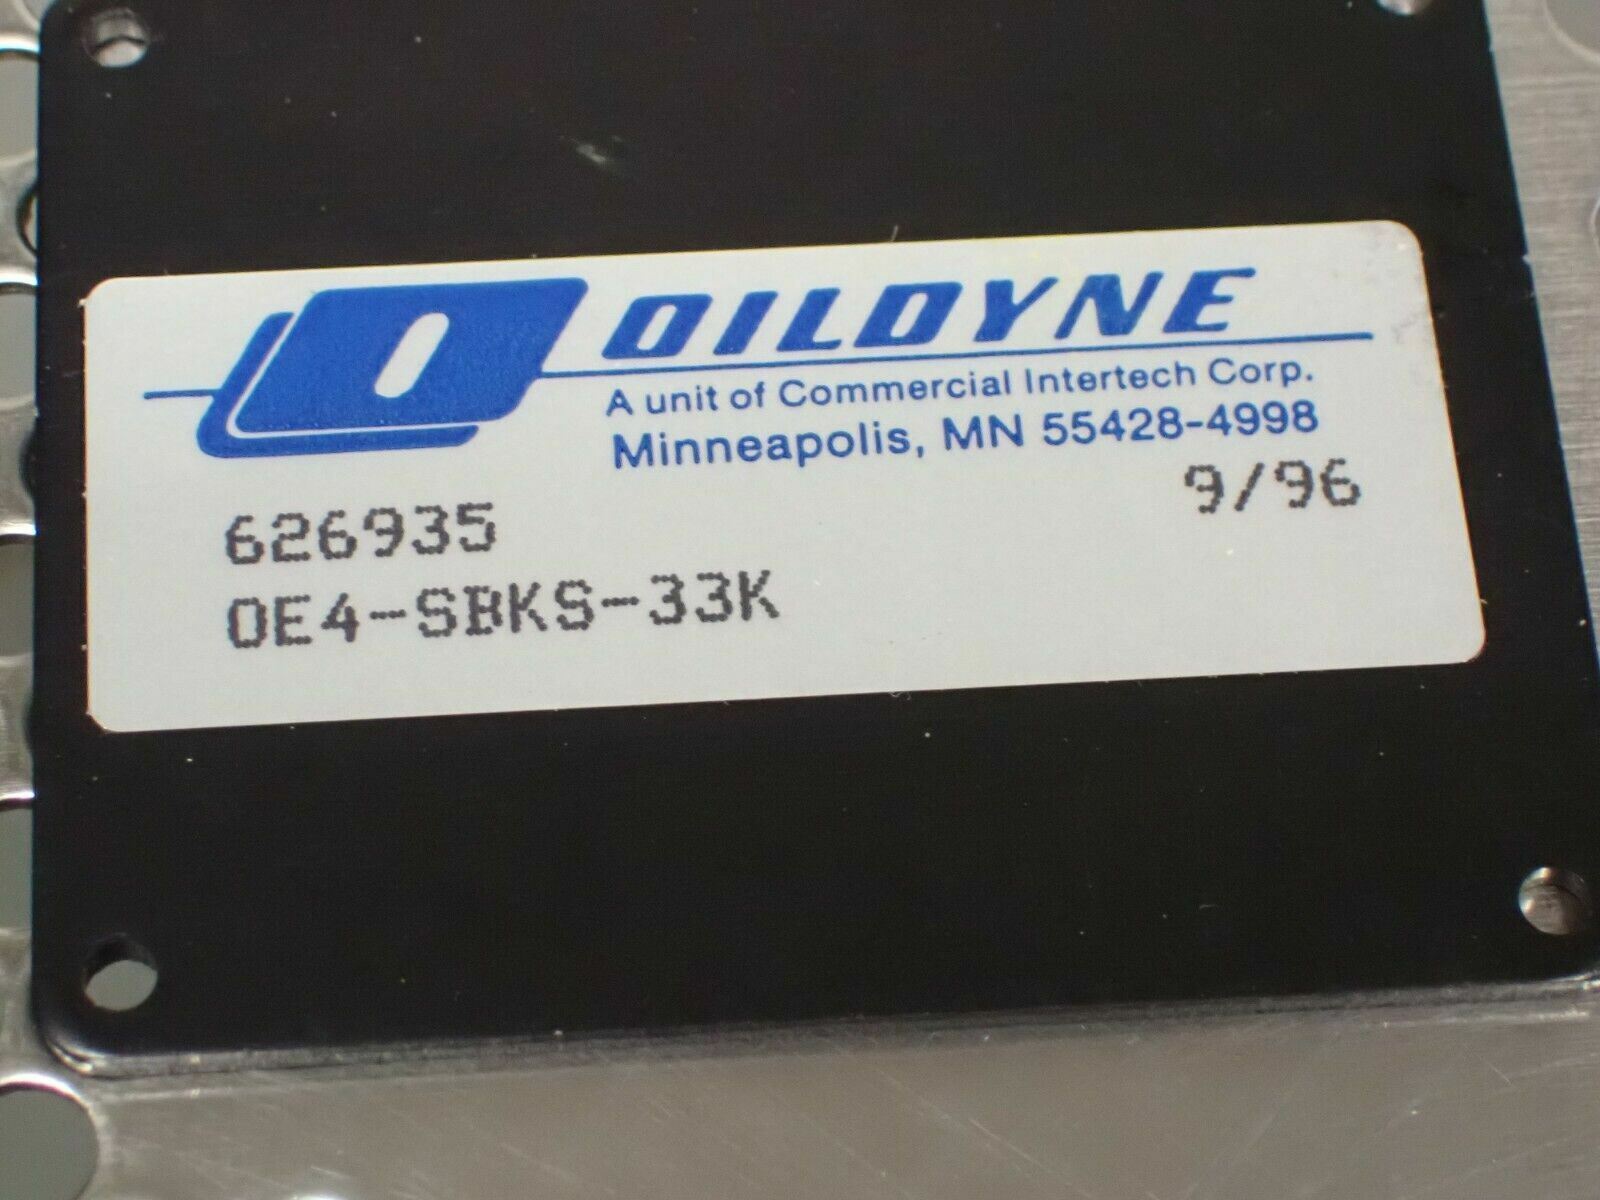 OILDYNE
A unit of Commercial Intertech Corp.
Minneapolis, MN 55428-4998
9/96
626935
OE4-SBKS-33K